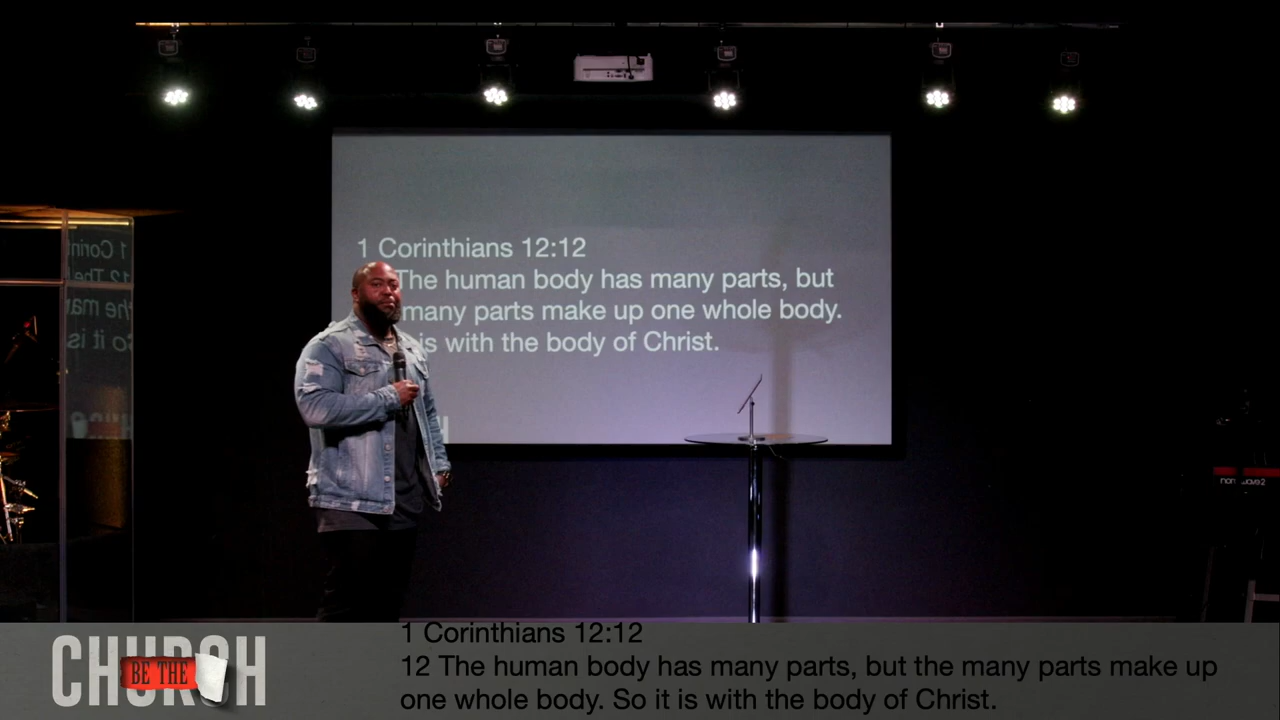 1 Corinthians 12:12
The human body has many parts, but
many parts make up one whole body.
is with the body of Christ.
CHURCH
BE THE
1 Corinthians 12:12
12 The human body has many parts, but the many parts make up
one whole body. So it is with the body of Christ.